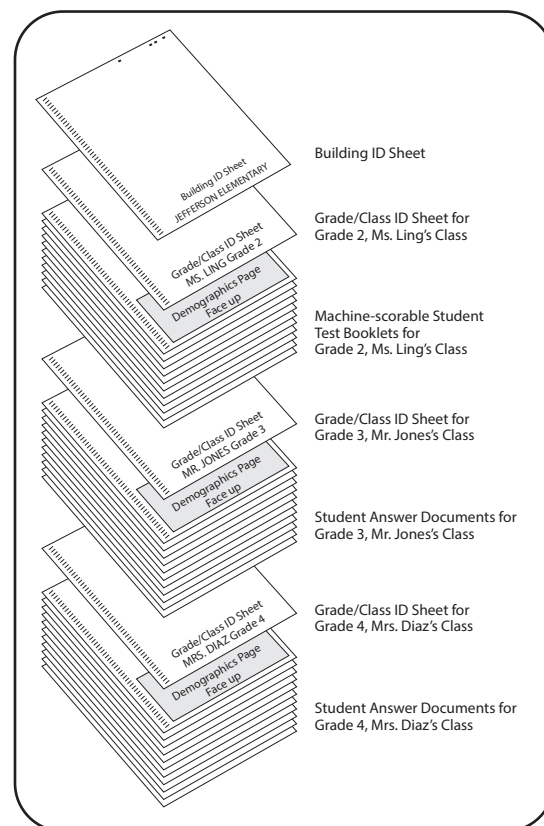 Building ID Sheet
JEFFERSON ELEMENTARY
Building ID Sheet
Grade/Class ID Sheet
MS. LING Grade 2
Grade/Class ID Sheet for
Grade 2, Ms. Ling's Class
Demographics Page
Face up
Machine-scorable Student
Test Booklets for
Grade 2, Ms. Ling's Class
Grade/Class ID Sheet
MR. JONES Grade 3
Grade/Class ID Sheet for
Grade 3, Mr. Jones's Class
Demographics Page
Face up
Student Answer Documents for
Grade 3, Mr. Jones's Class
Grade/Class ID Sheet
MRS. DIAZ Grade 4
Grade/Class ID Sheet for
Grade 4, Mrs. Diaz's Class
Demographics Page
Face up
Student Answer Documents for
Grade 4, Mrs. Diaz's Class